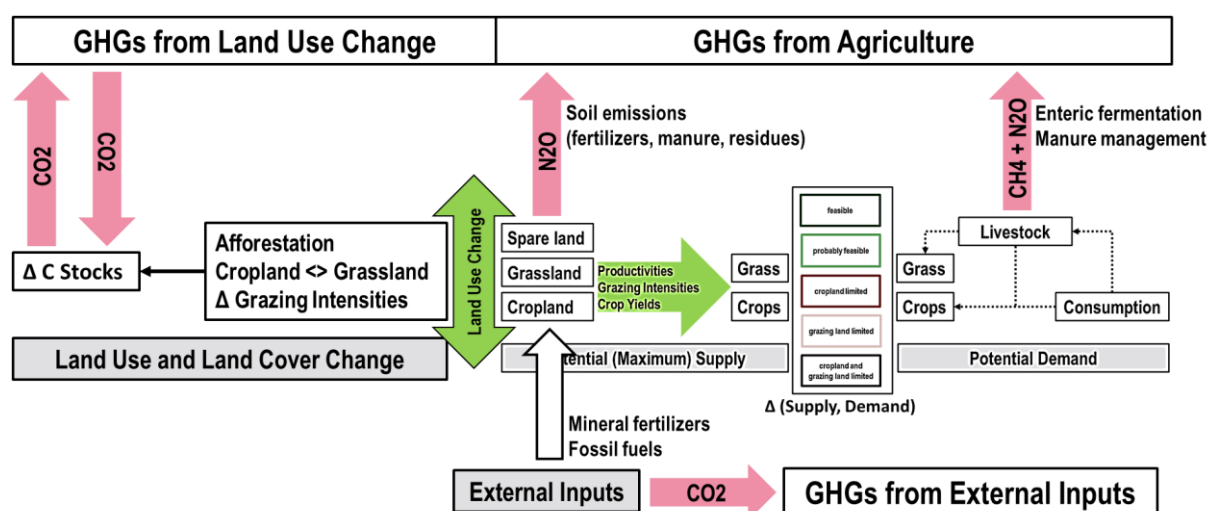 GHGs from Land Use Change
GHGs from Agriculture
CO2
CO2
N2O
Soil emissions
(fertilizers, manure, residues)
CH4 + N2O
Enteric fermentation
Manure management
Δ C Stocks
Afforestation
Cropland <> Grassland
Δ Grazing Intensities
Land Use Change
Spare land
Grassland
Cropland
Productivities
Grazing Intensities
Crop Yields
Grass
Crops
feasible
probably feasible
cropland limited
grazing land limited
cropland and
grazing land limited
Δ (Supply, Demand)
Livestock
Grass
Crops
Consumption
Land Use and Land Cover Change
(Maximum) Supply
Potential Demand
Mineral fertilizers
Fossil fuels
External Inputs
CO2
GHGs from External Inputs